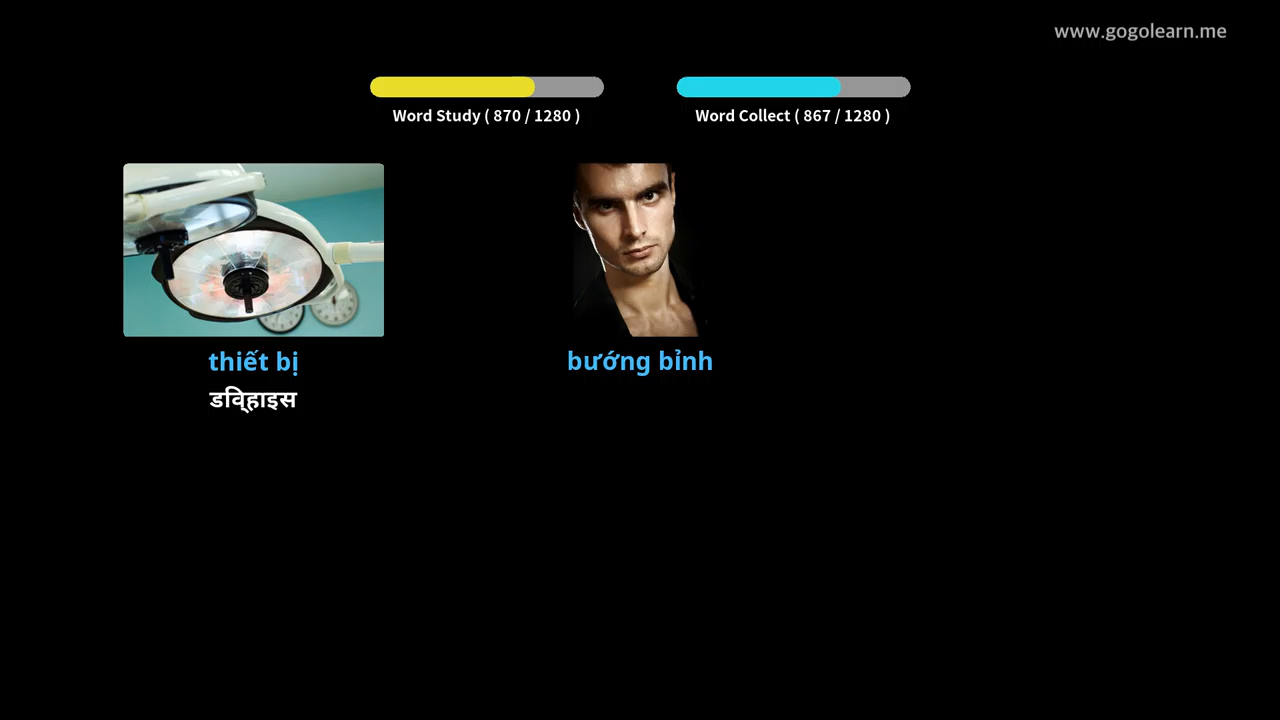 www.gogolearn.me
Word Study ( 870 / 1280 )
Word Collect ( 867 / 1280 )
thiết bị
bướng bỉnh
डिव्हाइस